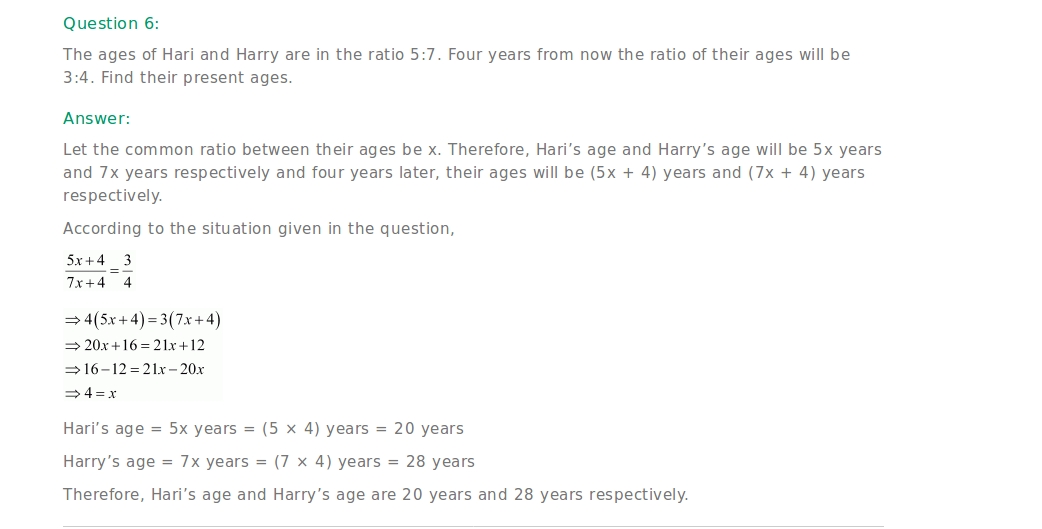 Question 6:
The ages of Hari and Harry are in the ratio 5:7. Four years from now the ratio of their ages will be
3:4. Find their present ages.
Answer:
Let the common ratio between their ages be x. Therefore, Hari’s age and Harry’s age will be 5x years
and 7x years respectively and four years later, their ages will be (5x + 4) years and (7x + 4) years
respectively.
According to the situation given in the question,
(5x+4)/(7x+4) = 3/4
⇒ 4(5x+4)=3(7x+4)
⇒ 20x+16=21x+12
⇒ 16−12=21x−20x
⇒ 4=x
Hari’s age = 5x years = (5 × 4) years = 20 years
Harry’s age = 7x years = (7 × 4) years = 28 years
Therefore, Hari’s age and Harry’s age are 20 years and 28 years respectively.